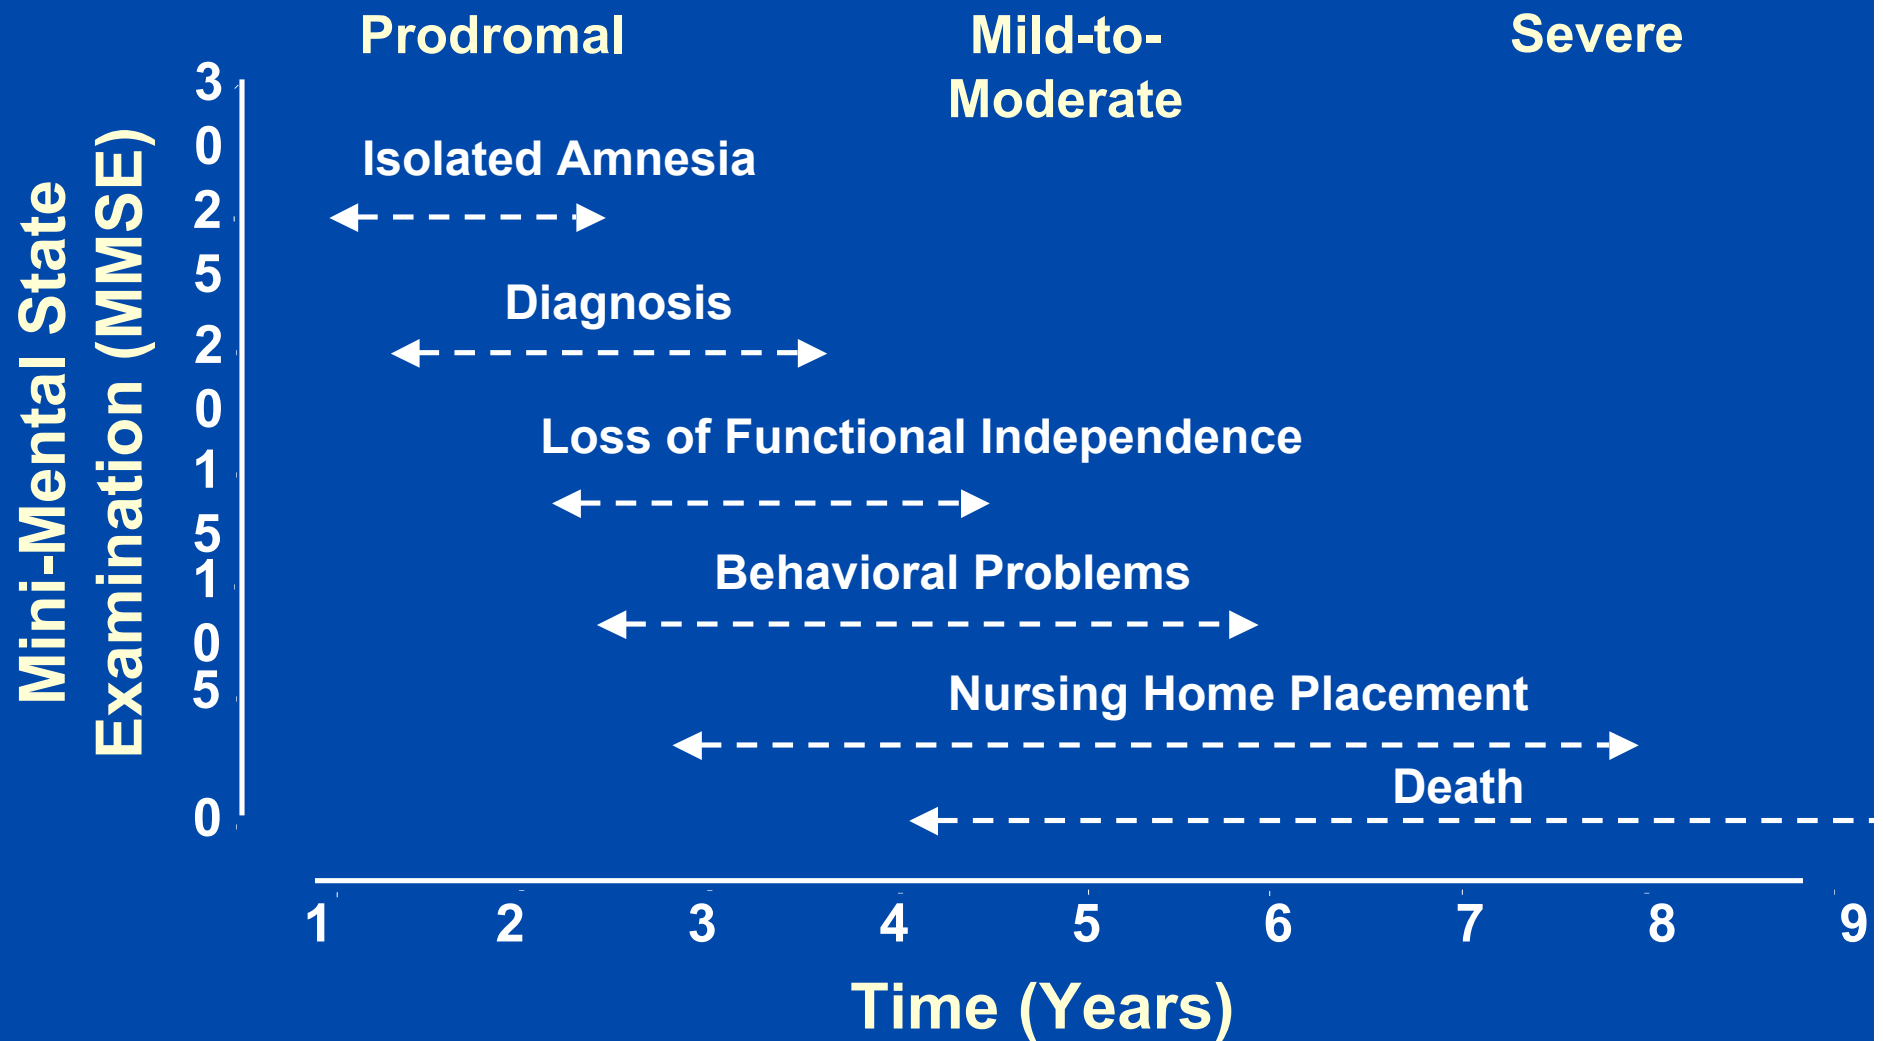 Prodromal
Mild-to-
Moderate
Severe
Mini-Mental State
Examination (MMSE)
3
0
2
5
2
0
1
5
1
0
5
0
Isolated Amnesia
Diagnosis
Loss of Functional Independence
Behavioral Problems
Nursing Home Placement
Death
1 2 3 4 5 6 7 8 9
Time (Years)